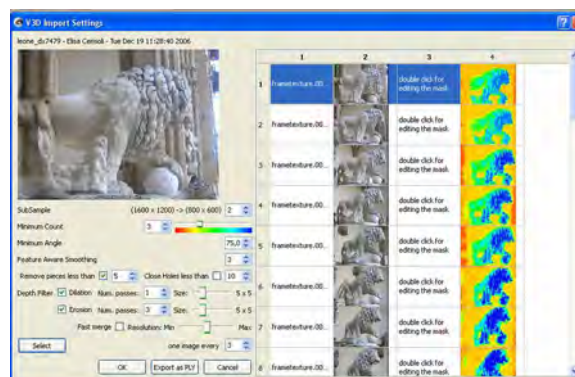 V3D Import Settings
leone_dx7479 - Elisa Cernioli - Tue Dec 19 11:28:40 2006
1 2 3 4
1 frametexture.00... double click for
editing the mask
2 frametexture.00... double click for
editing the mask
3 frametexture.00... double click for
editing the mask
4 frametexture.00... double click for
editing the mask
5 frametexture.00... double click for
editing the mask
6 frametexture.00... double click for
editing the mask
7 frametexture.00... double click for
editing the mask
8 frametexture.00... double click for
editing the mask
SubSample (1600 x 1200) -> (800 x 600) 2
Minimum Count 3
Minimum Angle 75,0
Feature Aware Smoothing 3
Remove pieces less than 5 Close Holes less than 10
Depth Filter Dilation Num. passes: 1 Size: 5 x 5
Erosion Num. passes: 3 Size: 5 x 5
Fast merge Resolution: Min Max
Select one image every 3
OK Export as PLY Cancel